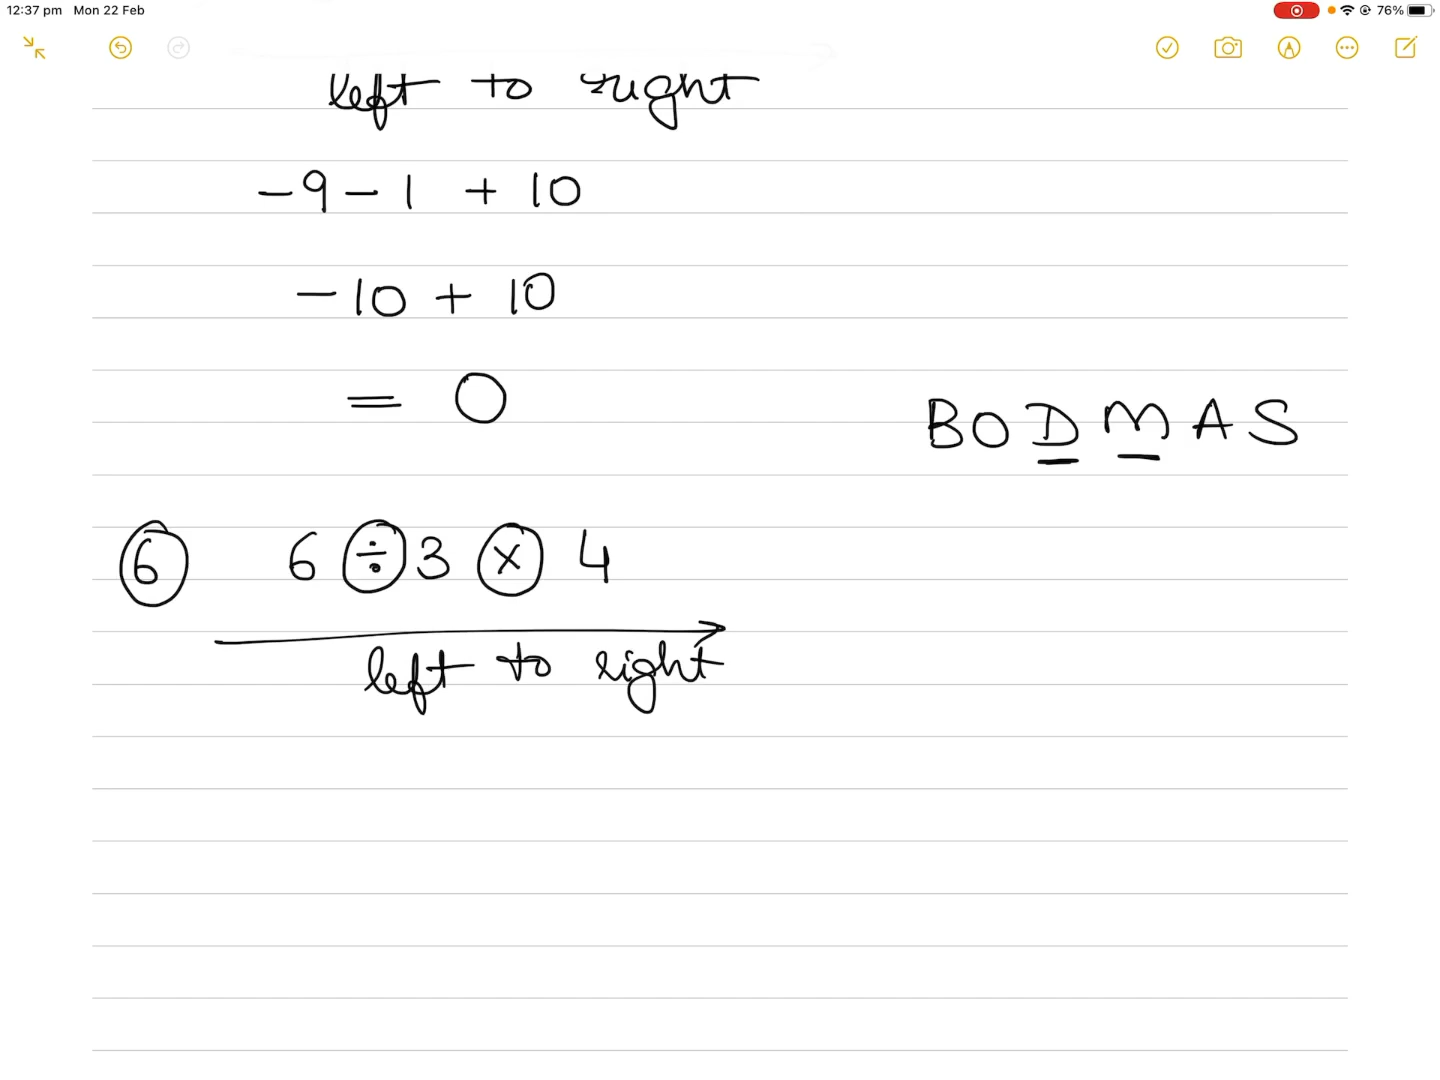 12:37 pm Mon 22 Feb 76%
left to right
-9-1 + 10
-10 + 10
= 0
BODMAS
6 6 ÷ 3 × 4
left to right